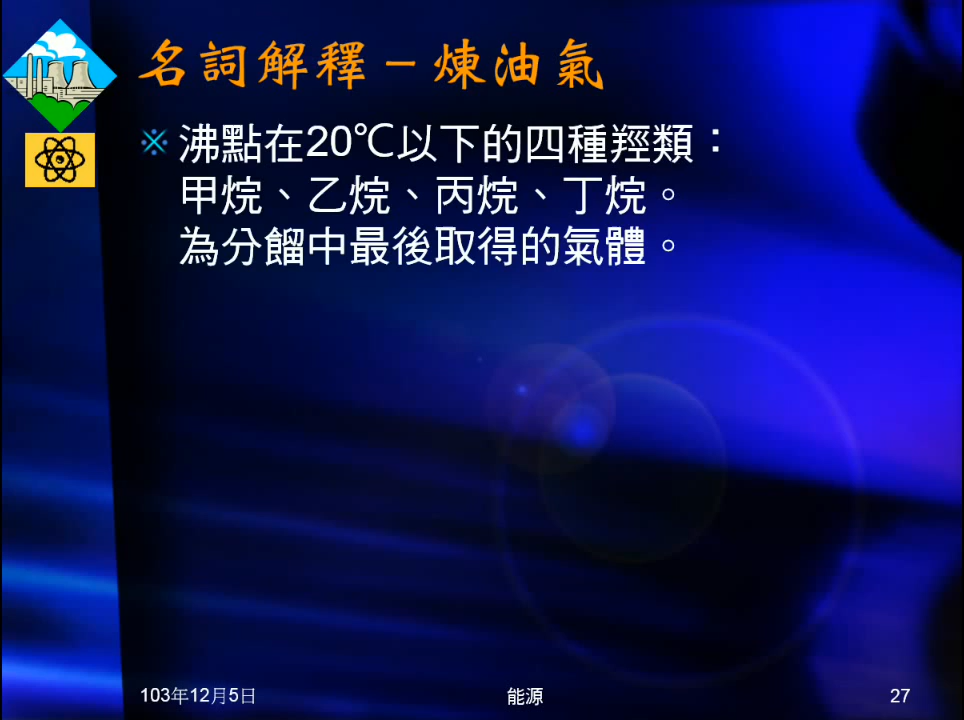 名詞解釋－煉油氣
※沸點在20℃以下的四種羥類：
甲烷、乙烷、丙烷、丁烷。
為分餾中最後取得的氣體。
103年12月5日
能源
27